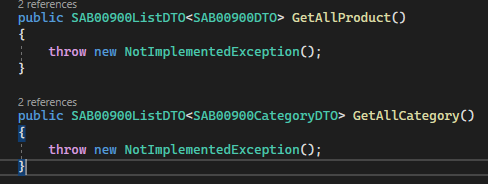 2 references
public SAB00900ListDTO<SAB00900DTO> GetAllProduct()
{
throw new NotImplementedException();
}
2 references
public SAB00900ListDTO<SAB00900CategoryDTO> GetAllCategory()
{
throw new NotImplementedException();
}